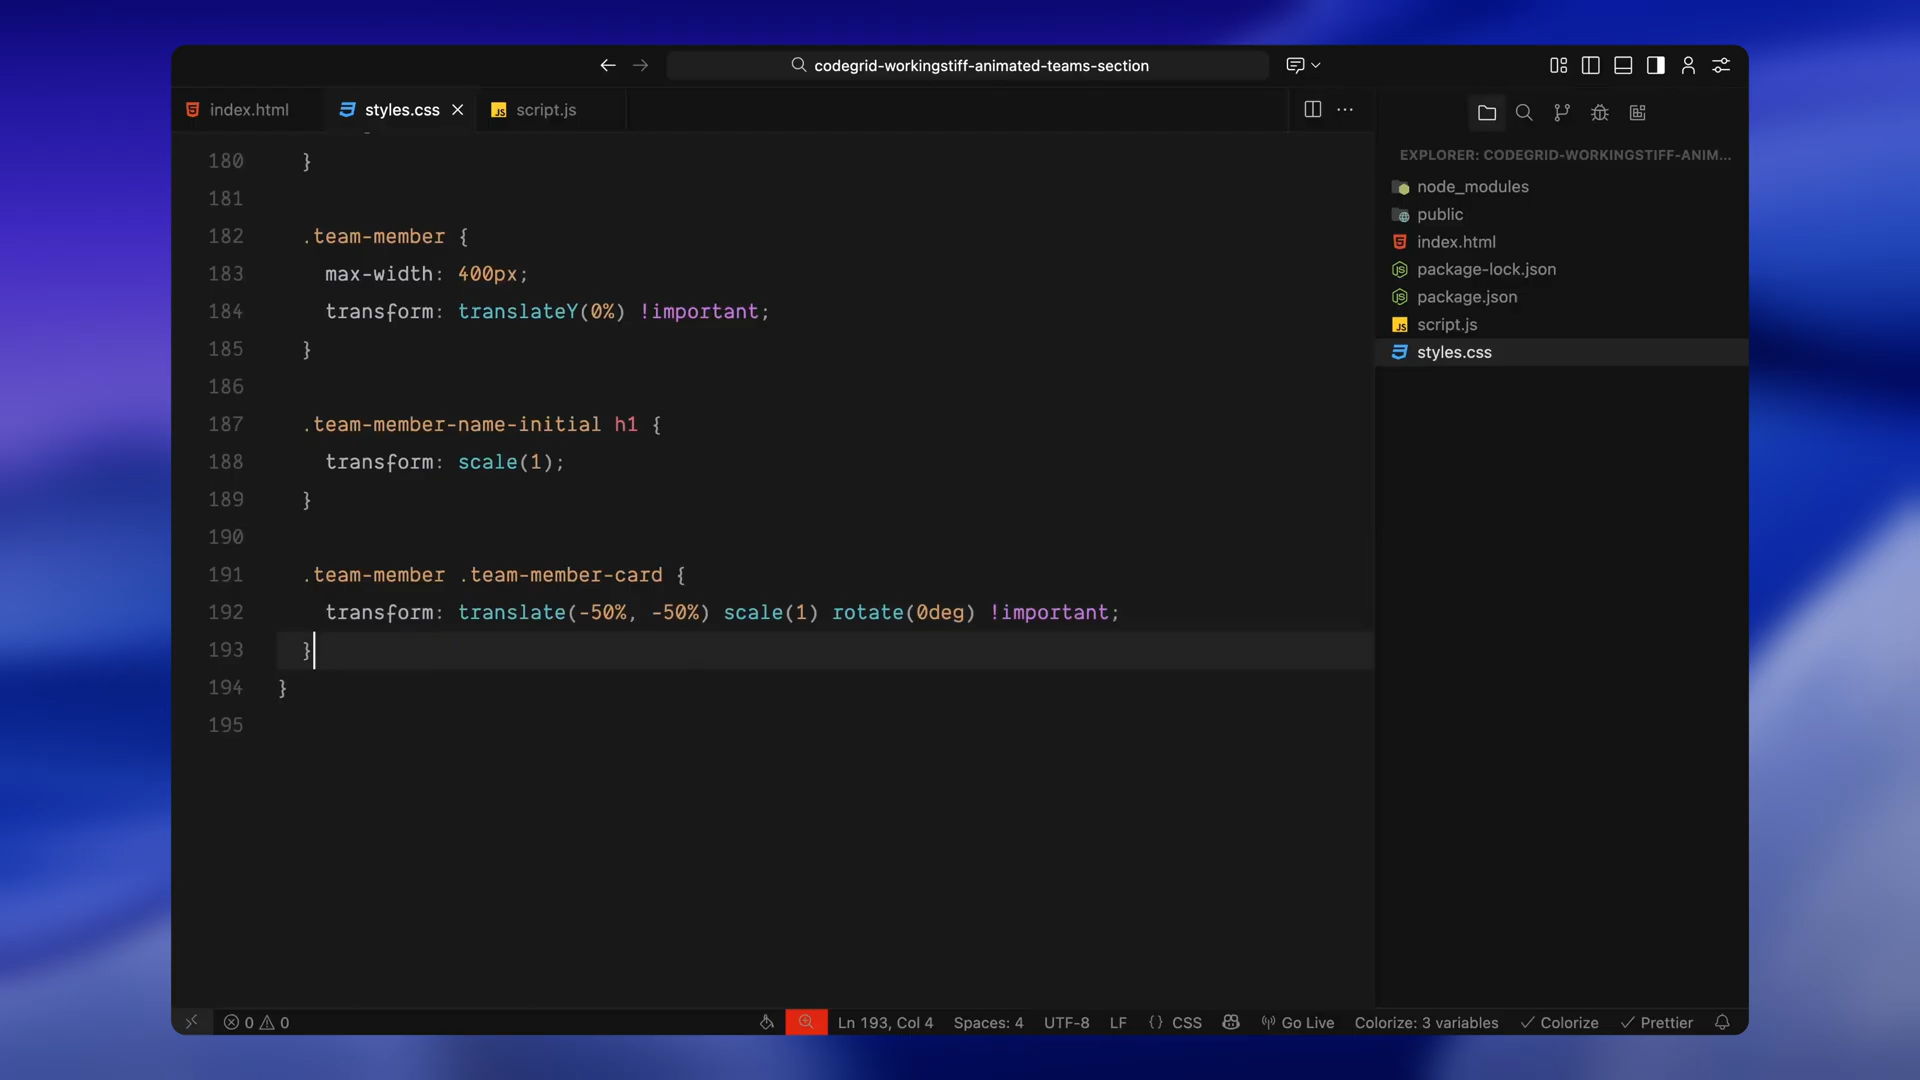 codegrid-workingstiff-animated-teams-section
index.html
styles.css
script.js
180 }
181
182 .team-member {
183 max-width: 400px;
184 transform: translateY(0%) !important;
185 }
186
187 .team-member-name-initial h1 {
188 transform: scale(1);
189 }
190
191 .team-member .team-member-card {
192 transform: translate(-50%, -50%) scale(1) rotate(0deg) !important;
193 }
194 }
195
EXPLORER: CODEGRID-WORKINGSTIFF-ANIM...
node_modules
public
index.html
package-lock.json
package.json
script.js
styles.css
0 0 Ln 193, Col 4 Spaces: 4 UTF-8 LF {} CSS Go Live Colorize: 3 variables Colorize Prettier